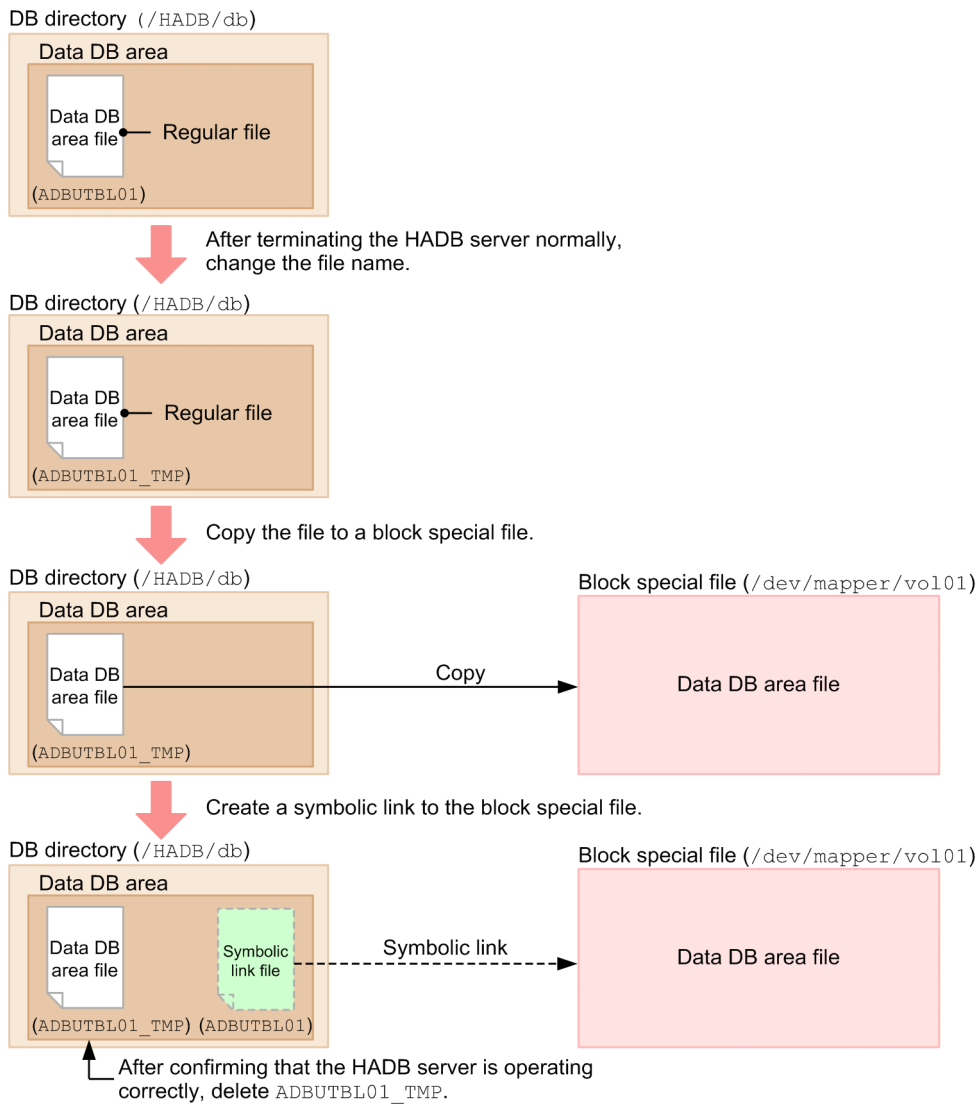 DB directory (/HADB/db)
Data DB area
Data DB
area file
Regular file
(ADBUTBL01)
After terminating the HADB server normally,
change the file name.
DB directory (/HADB/db)
Data DB area
Data DB
area file
Regular file
(ADBUTBL01_TMP)
Copy the file to a block special file.
DB directory (/HADB/db)
Block special file (/dev/mapper/vol01)
Data DB area
Data DB
area file
Copy
Data DB area file
(ADBUTBL01_TMP)
Create a symbolic link to the block special file.
DB directory (/HADB/db)
Block special file (/dev/mapper/vol01)
Data DB area
Data DB
area file
Symbolic
link file
Symbolic link
Data DB area file
(ADBUTBL01_TMP) (ADBUTBL01)
After confirming that the HADB server is operating
correctly, delete ADBUTBL01_TMP.